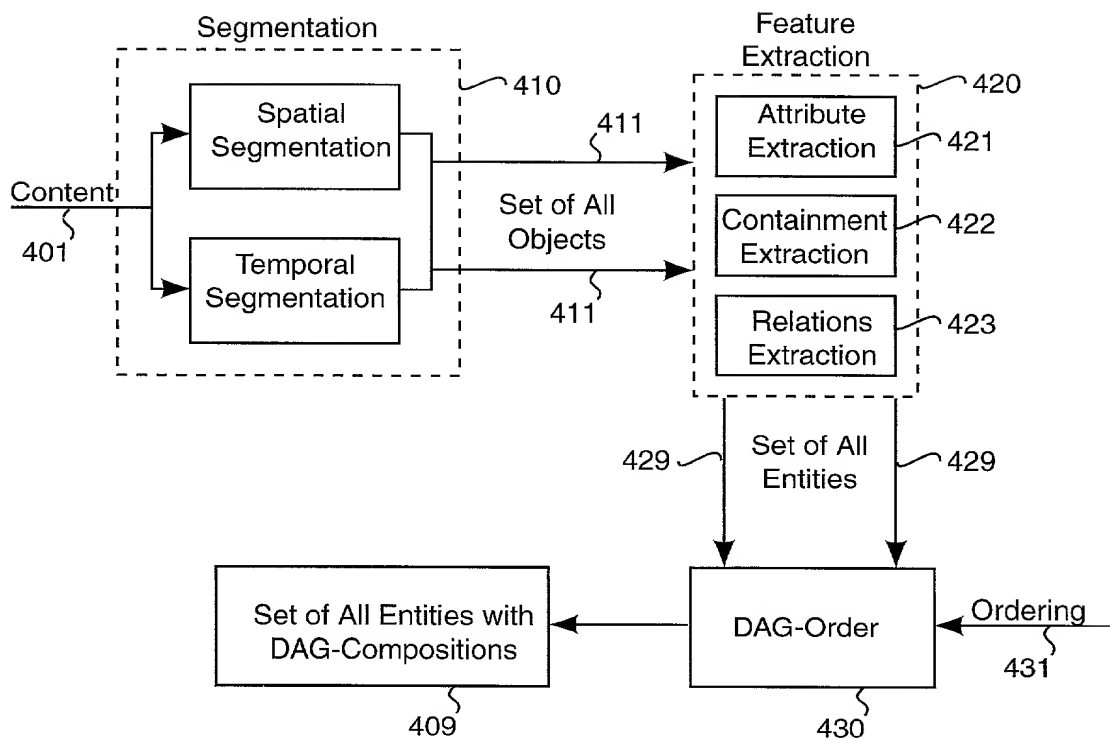 Segmentation
410
Spatial
Segmentation
Temporal
Segmentation
Content
401
411
Set of All
Objects
411
Feature
Extraction
420
Attribute
Extraction
421
Containment
Extraction
422
Relations
Extraction
423
429
Set of All
Entities
429
Set of All Entities with
DAG-Compositions
409
DAG-Order
430
Ordering
431